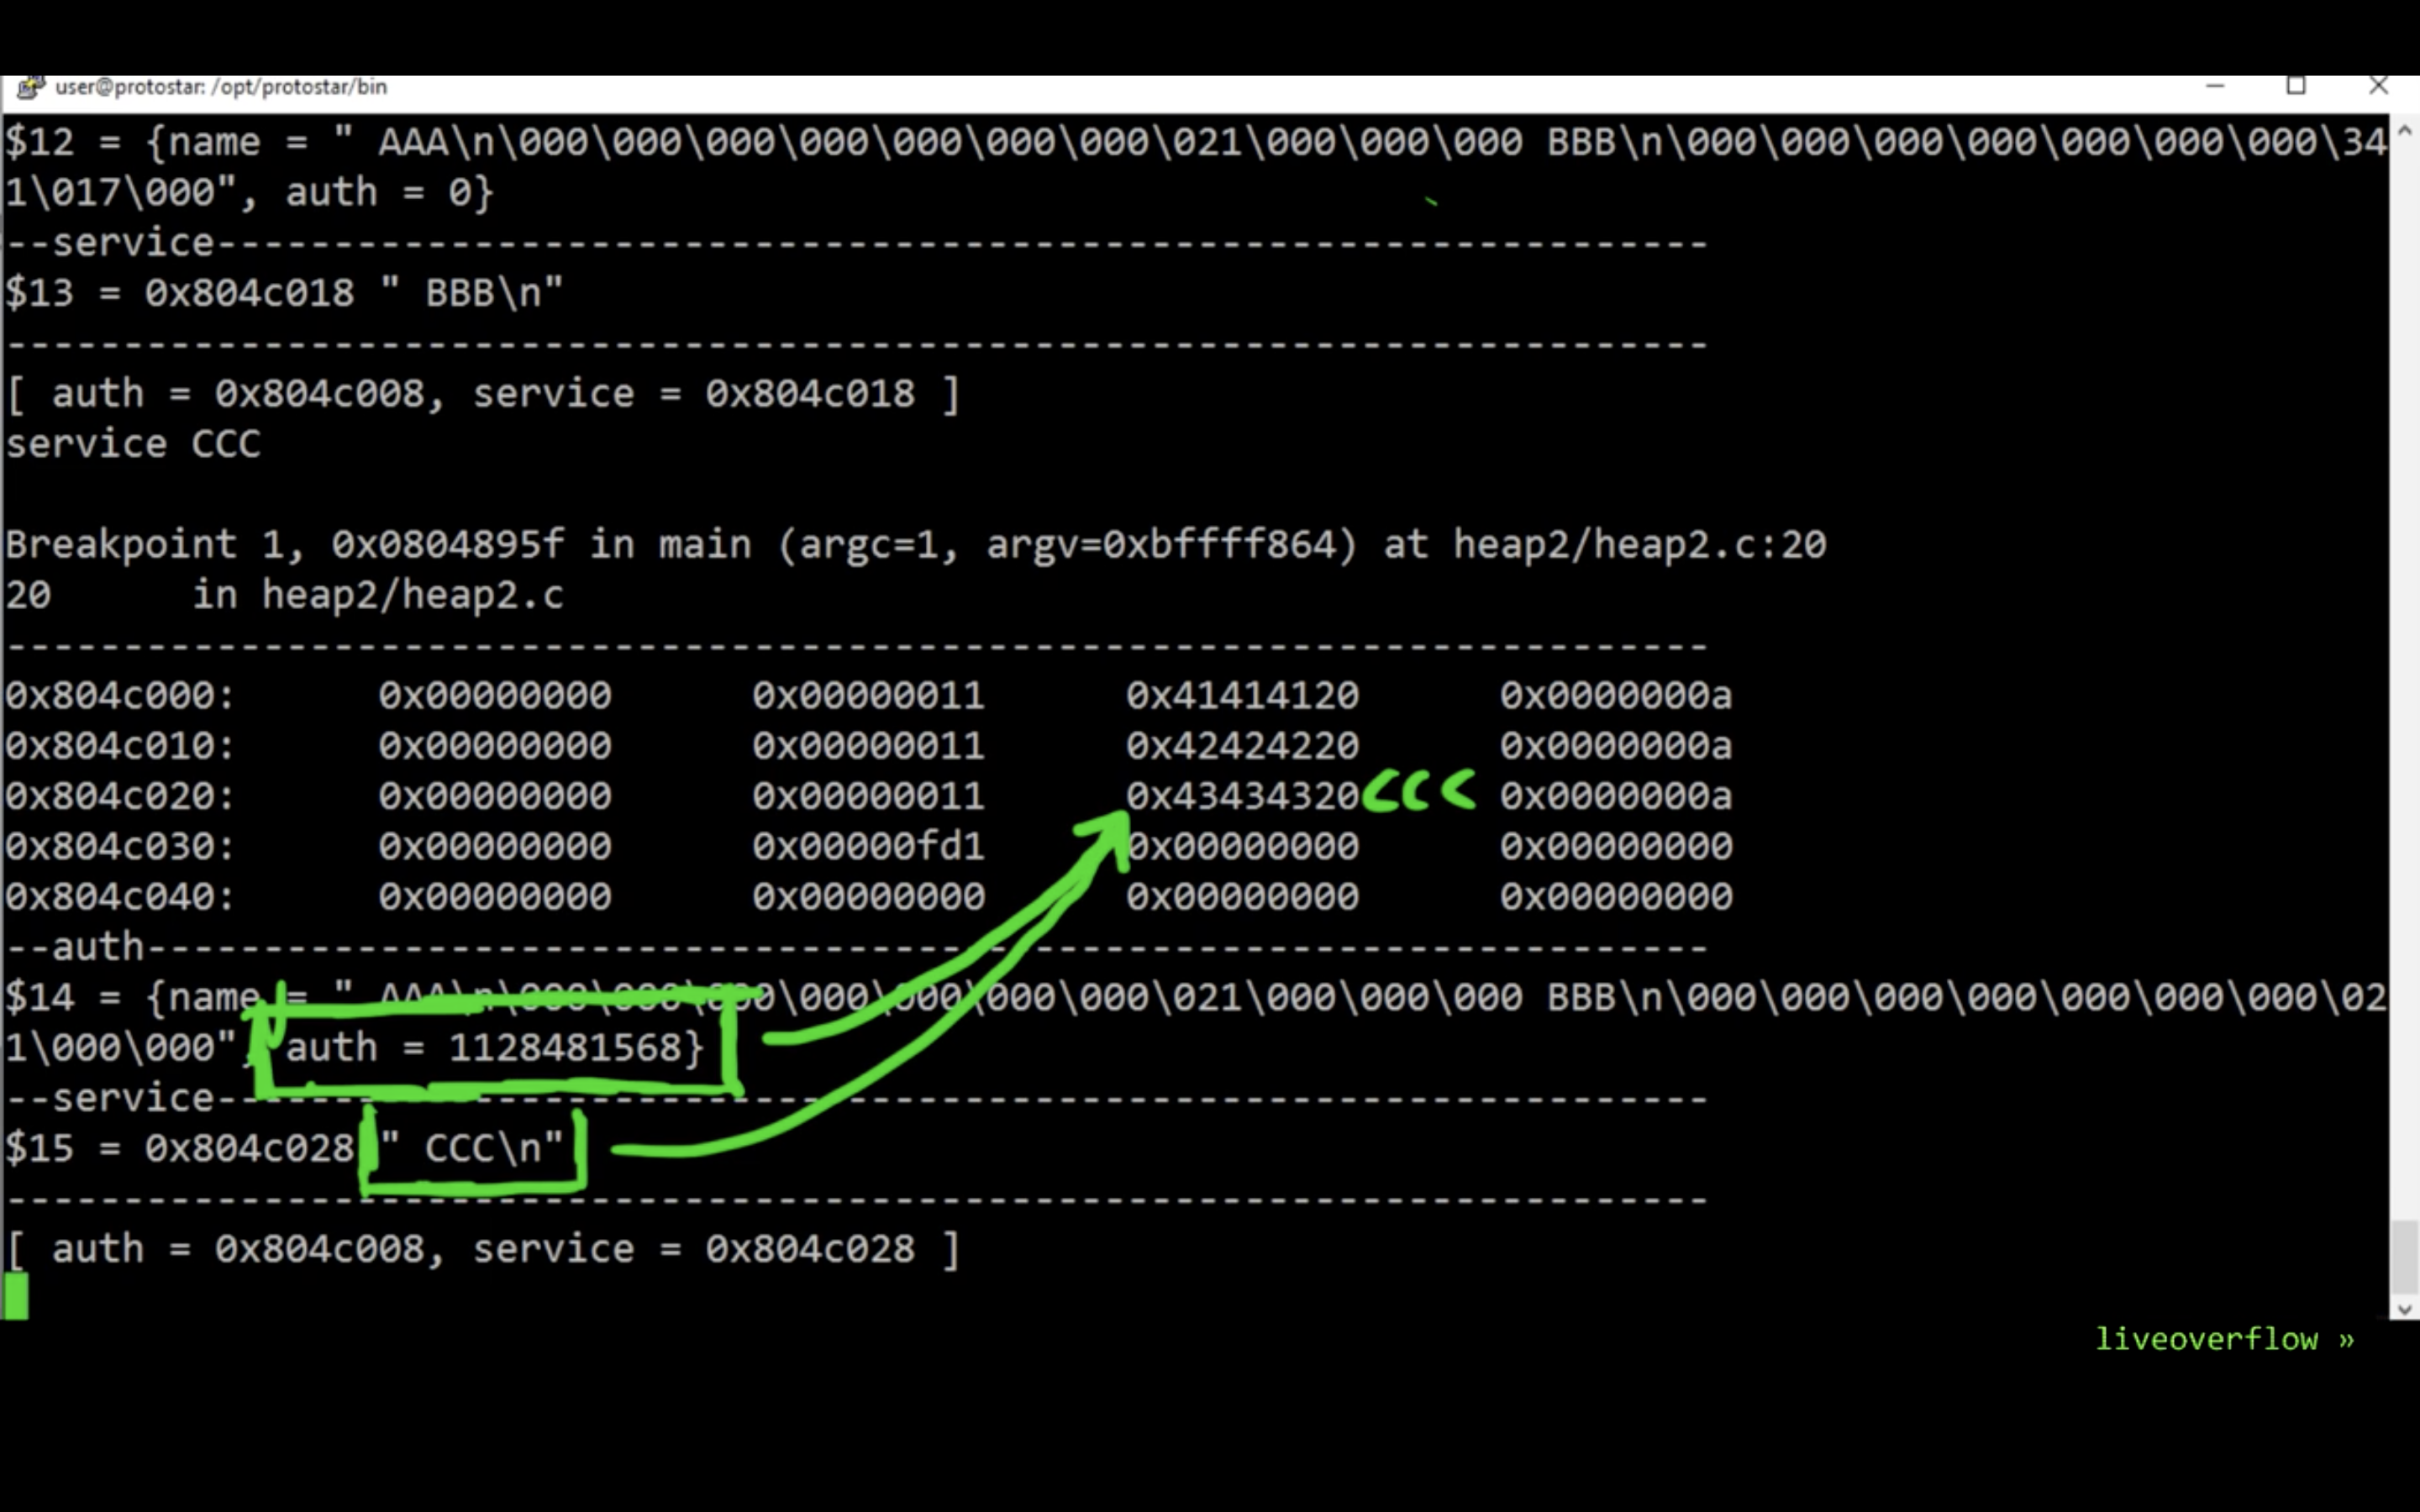 user@protostar: /opt/protostar/bin
$12 = {name = " AAA\n\000\000\000\000\000\000\000\021\000\000\000 BBB\n\000\000\000\000\000\000\000\34
1\017\000", auth = 0}
--service----------------------------------------------------------------
$13 = 0x804c018 " BBB\n"
-------------------------------------------------------------------------
[ auth = 0x804c008, service = 0x804c018 ]
service CCC
Breakpoint 1, 0x0804895f in main (argc=1, argv=0xbffff864) at heap2/heap2.c:20
20      in heap2/heap2.c
-------------------------------------------------------------------------
0x804c000:      0x00000000      0x00000011      0x41414120      0x0000000a
0x804c010:      0x00000000      0x00000011      0x42424220      0x0000000a
0x804c020:      0x00000000      0x00000011      0x43434320 CCC 0x0000000a
0x804c030:      0x00000000      0x00000fd1      0x00000000      0x00000000
0x804c040:      0x00000000      0x00000000      0x00000000      0x00000000
--auth-------------------------------------------------------------------
$14 = {name = " AAA\n\000\000\000\000\000\000\000\021\000\000\000 BBB\n\000\000\000\000\000\000\000\02
1\000\000", auth = 1128481568}
--service----------------------------------------------------------------
$15 = 0x804c028 " CCC\n"
-------------------------------------------------------------------------
[ auth = 0x804c008, service = 0x804c028 ]
liveoverflow »